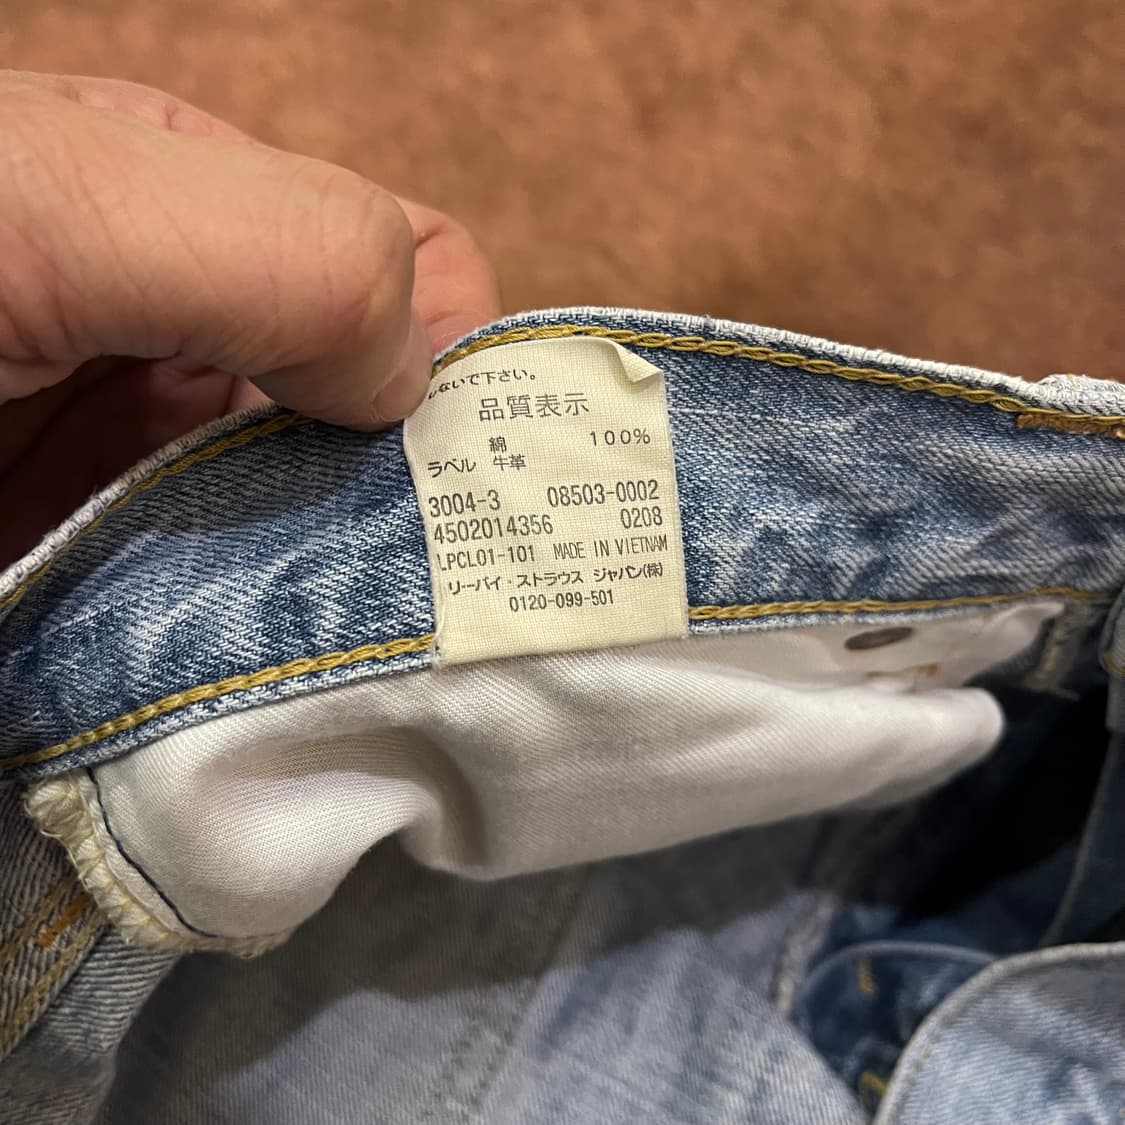 しないで下さい。
品質表示
綿 100%
ラベル 牛革
3004-3 08503-0002
4502014356 0208
LPCL01-101 MADE IN VIETNAM
リーバイ・ストラウス ジャパン(株)
0120-099-501